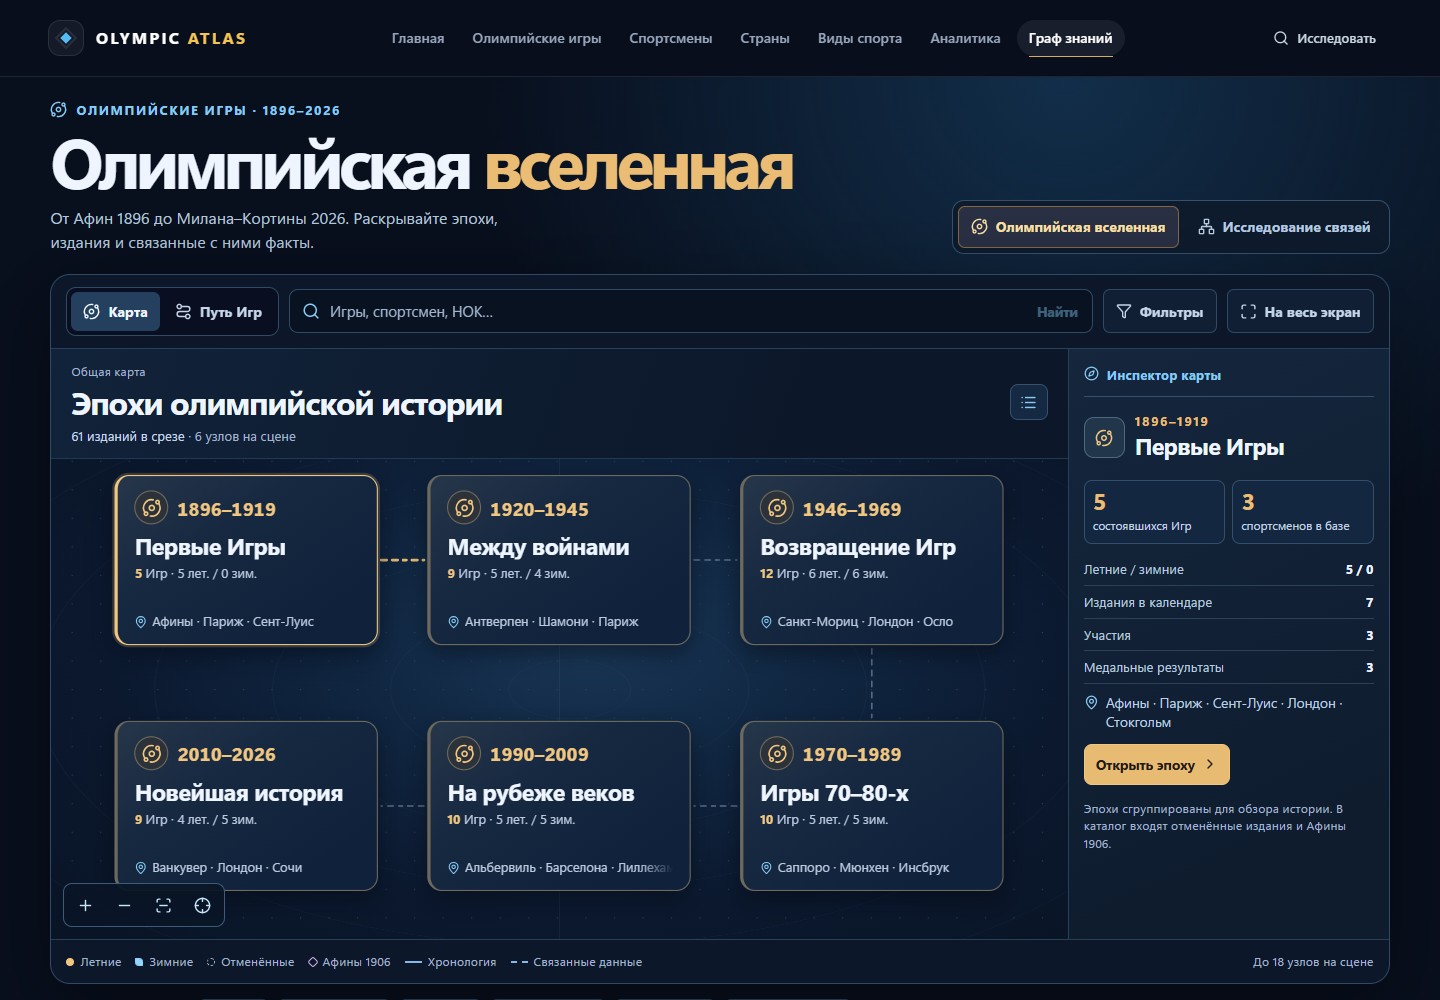 OLYMPIC ATLAS
Главная
Олимпийские игры
Спортсмены
Страны
Виды спорта
Аналитика
Граф знаний
Исследовать
ОЛИМПИЙСКИЕ ИГРЫ · 1896–2026
Олимпийская вселенная
От Афин 1896 до Милана–Кортины 2026. Раскрывайте эпохи,
издания и связанные с ними факты.
Олимпийская вселенная
Исследование связей
Карта
Путь Игр
Игры, спортсмен, НОК...
Найти
Фильтры
На весь экран
Общая карта
Эпохи олимпийской истории
61 изданий в срезе · 6 узлов на сцене
1896–1919
Первые Игры
5 Игр · 5 лет. / 0 зим.
Афины · Париж · Сент-Луис
1920–1945
Между войнами
9 Игр · 5 лет. / 4 зим.
Антверпен · Шамони · Париж
1946–1969
Возвращение Игр
12 Игр · 6 лет. / 6 зим.
Санкт-Мориц · Лондон · Осло
2010–2026
Новейшая история
9 Игр · 4 лет. / 5 зим.
Ванкувер · Лондон · Сочи
1990–2009
На рубеже веков
10 Игр · 5 лет. / 5 зим.
Альбервиль · Барселона · Лиллеха
1970–1989
Игры 70–80-х
10 Игр · 5 лет. / 5 зим.
Саппоро · Мюнхен · Инсбрук
Инспектор карты
1896–1919
Первые Игры
5
состоявшихся Игр
3
спортсменов в базе
Летние / зимние 5 / 0
Издания в календаре 7
Участия 3
Медальные результаты 3
Афины · Париж · Сент-Луис · Лондон ·
Стокгольм
Открыть эпоху
Эпохи сгруппированы для обзора истории. В
каталог входят отменённые издания и Афины
1906.
Летние
Зимние
Отменённые
Афины 1906
Хронология
Связанные данные
До 18 узлов на сцене